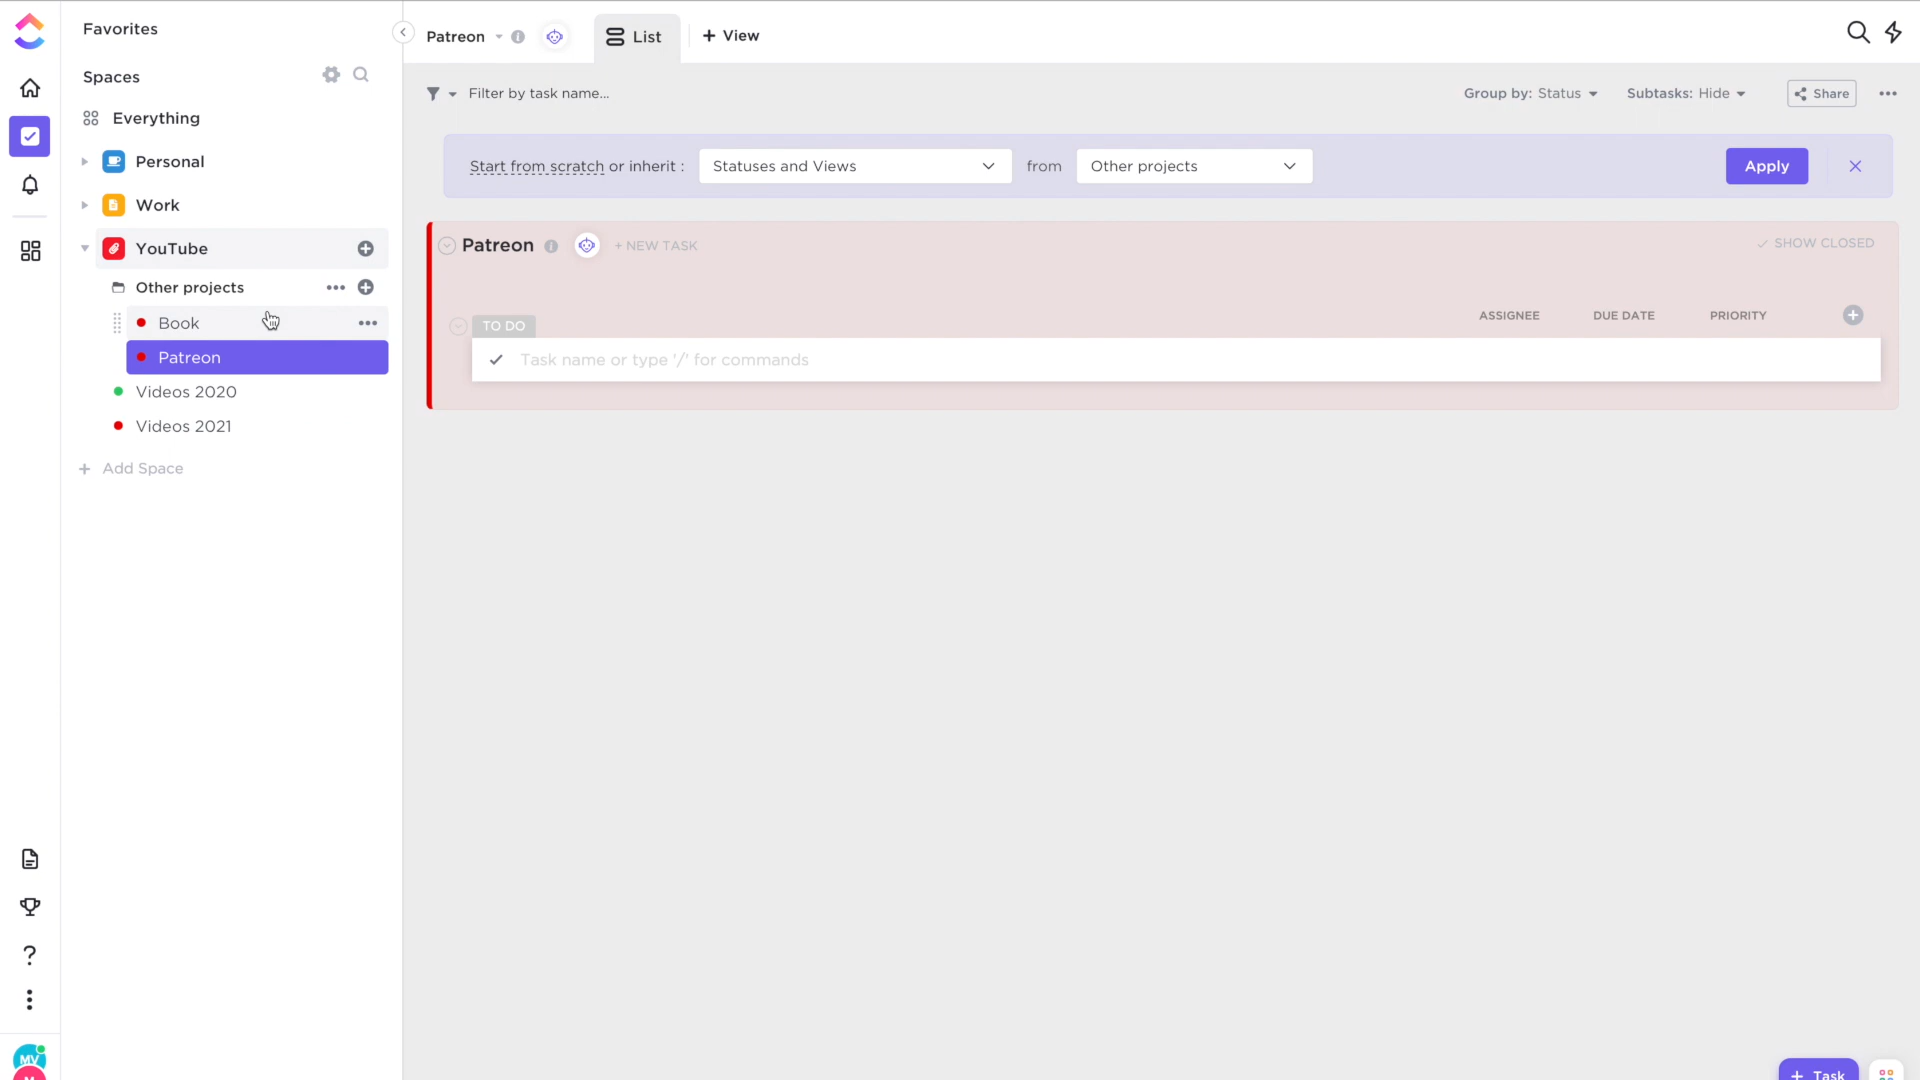 Favorites
Spaces
Everything
Personal
Work
YouTube
Other projects
Book
Patreon
Videos 2020
Videos 2021
+ Add Space
MV
Patreon
List
+ View
Filter by task name...
Group by: Status
Subtasks: Hide
Share
Start from scratch or inherit :
Statuses and Views
from
Other projects
Apply
Patreon
+ NEW TASK
SHOW CLOSED
TO DO
ASSIGNEE
DUE DATE
PRIORITY
Task name or type '/' for commands
+ Task